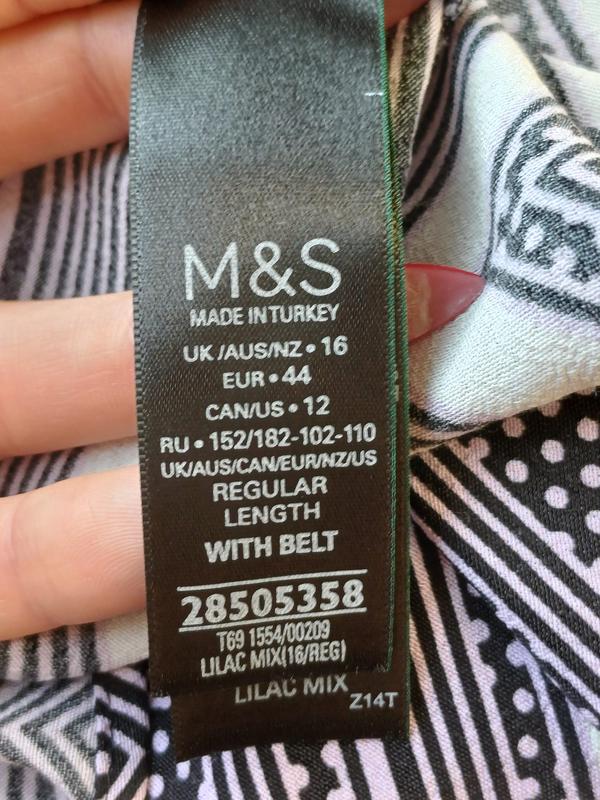 M&S
MADE IN TURKEY
UK/AUS/NZ • 16
EUR • 44
CAN/US • 12
RU • 152/182-102-110
UK/AUS/CAN/EUR/NZ/US
REGULAR
LENGTH
WITH BELT
28505358
T69 1554/00209
LILAC MIX(16/REG)
LILAC MIX
Z14T